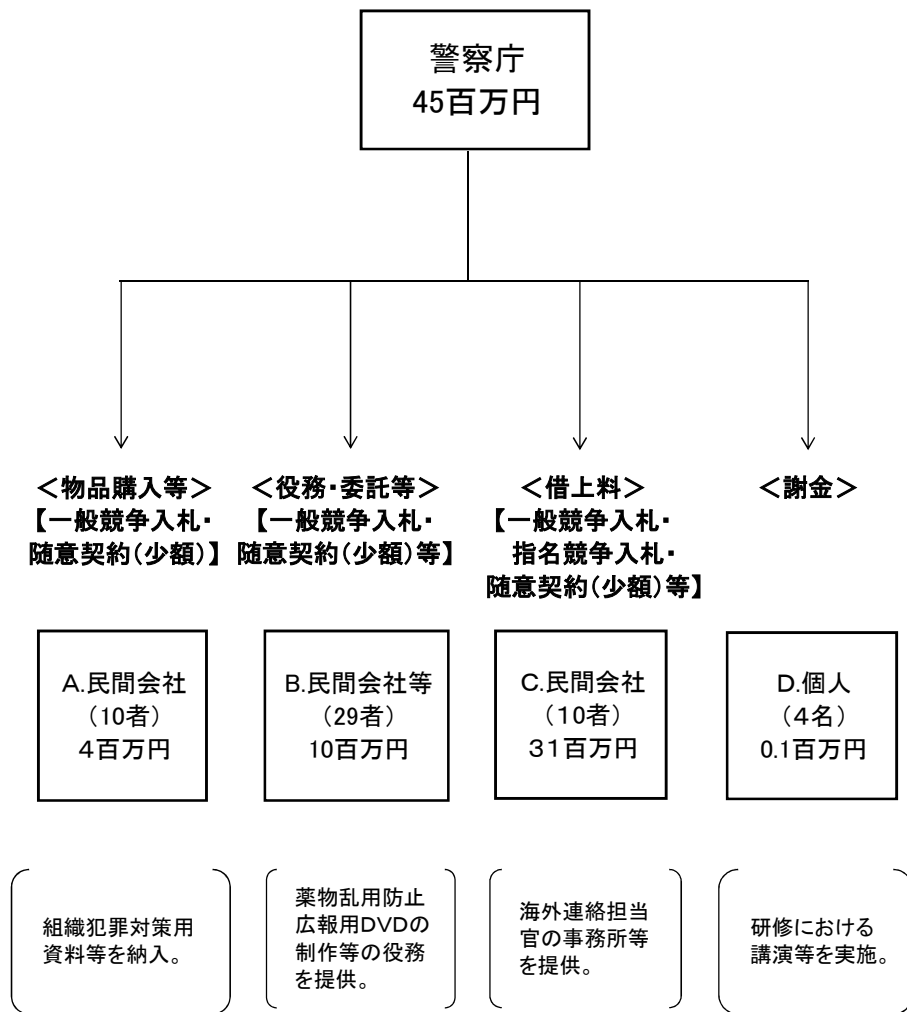 警察庁
45百万円
＜物品購入等＞
【一般競争入札・
随意契約(少額)】
＜役務・委託等＞
【一般競争入札・
随意契約(少額)等】
＜借上料＞
【一般競争入札・
指名競争入札・
随意契約(少額)等】
＜謝金＞
A.民間会社
（10者）
４百万円
B.民間会社等
（29者）
10百万円
C.民間会社
（10者）
３１百万円
D.個人
（４名）
0.1百万円
組織犯罪対策用
資料等を納入。
薬物乱用防止
広報用DVDの
制作等の役務
を提供。
海外連絡担当
官の事務所等
を提供。
研修における
講演等を実施。